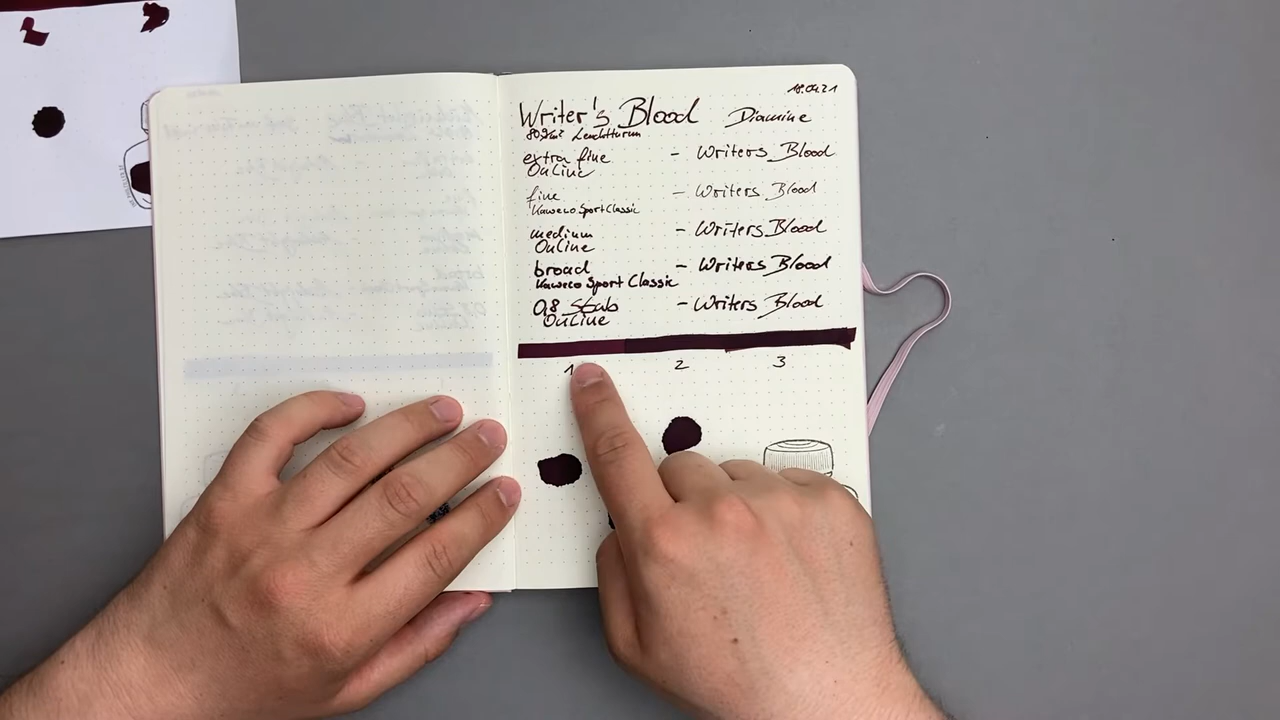 18.04.21
Writer's Blood Diamine
80g/m² Leuchtturm
extra fine – Writers Blood
OnLine
fine – Writers Blood
Kaweco Sport Classic
medium – Writers Blood
OnLine
broad – Writers Blood
Kaweco Sport Classic
0,8 Stub – Writers Blood
OnLine
1 2 3